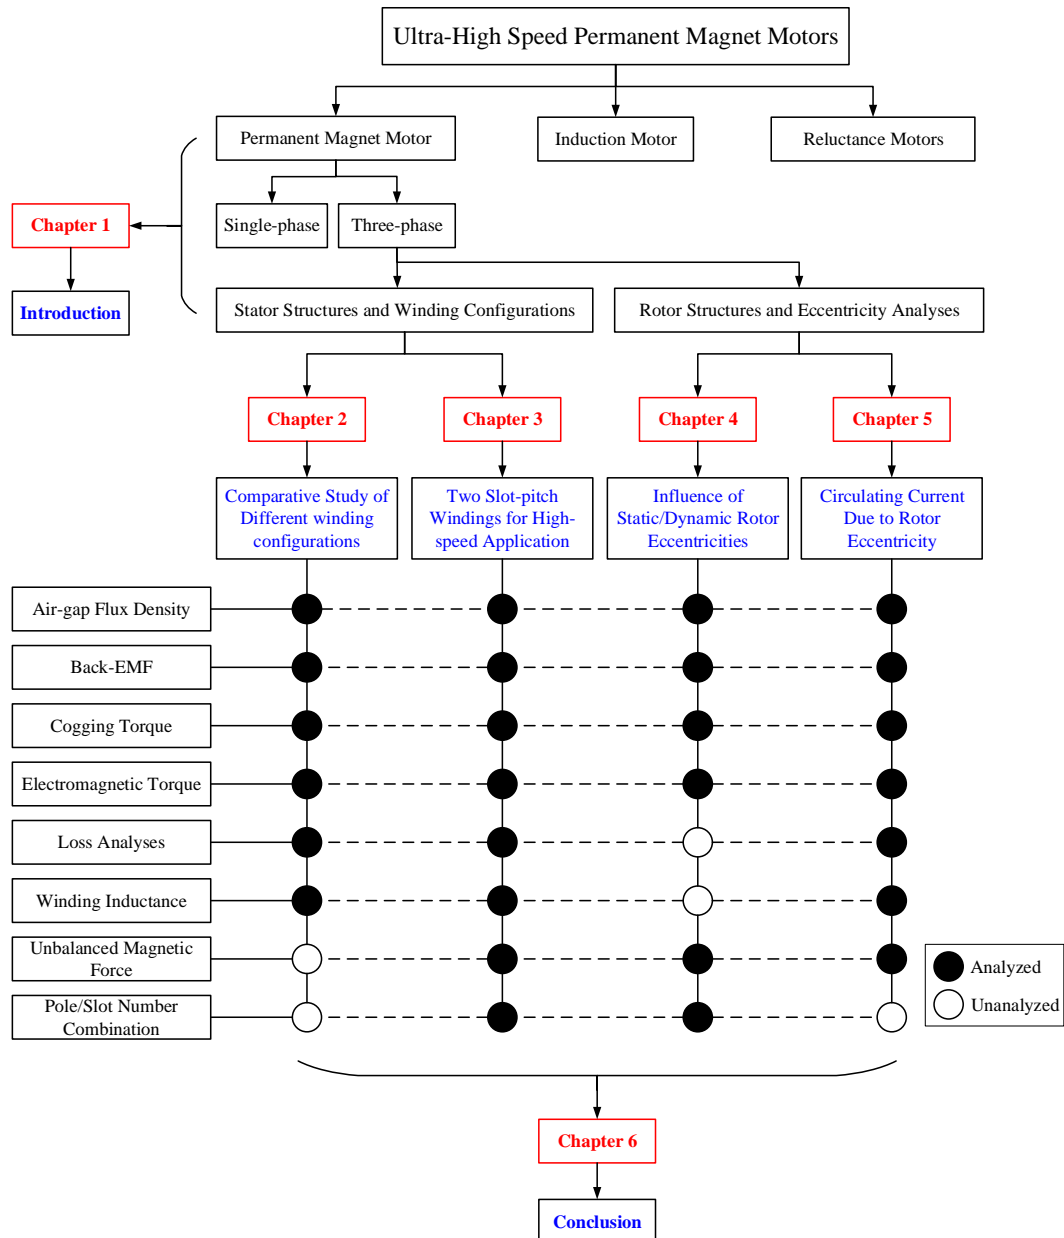 Ultra-High Speed Permanent Magnet Motors
Permanent Magnet Motor
Induction Motor
Reluctance Motors
Chapter 1
Single-phase
Three-phase
Introduction
Stator Structures and Winding Configurations
Rotor Structures and Eccentricity Analyses
Chapter 2
Chapter 3
Chapter 4
Chapter 5
Comparative Study of
Different winding
configurations
Two Slot-pitch
Windings for High-
speed Application
Influence of
Static/Dynamic Rotor
Eccentricities
Circulating Current
Due to Rotor
Eccentricity
Air-gap Flux Density
Back-EMF
Cogging Torque
Electromagnetic Torque
Loss Analyses
Winding Inductance
Unbalanced Magnetic
Force
Pole/Slot Number
Combination
Analyzed
Unanalyzed
Chapter 6
Conclusion